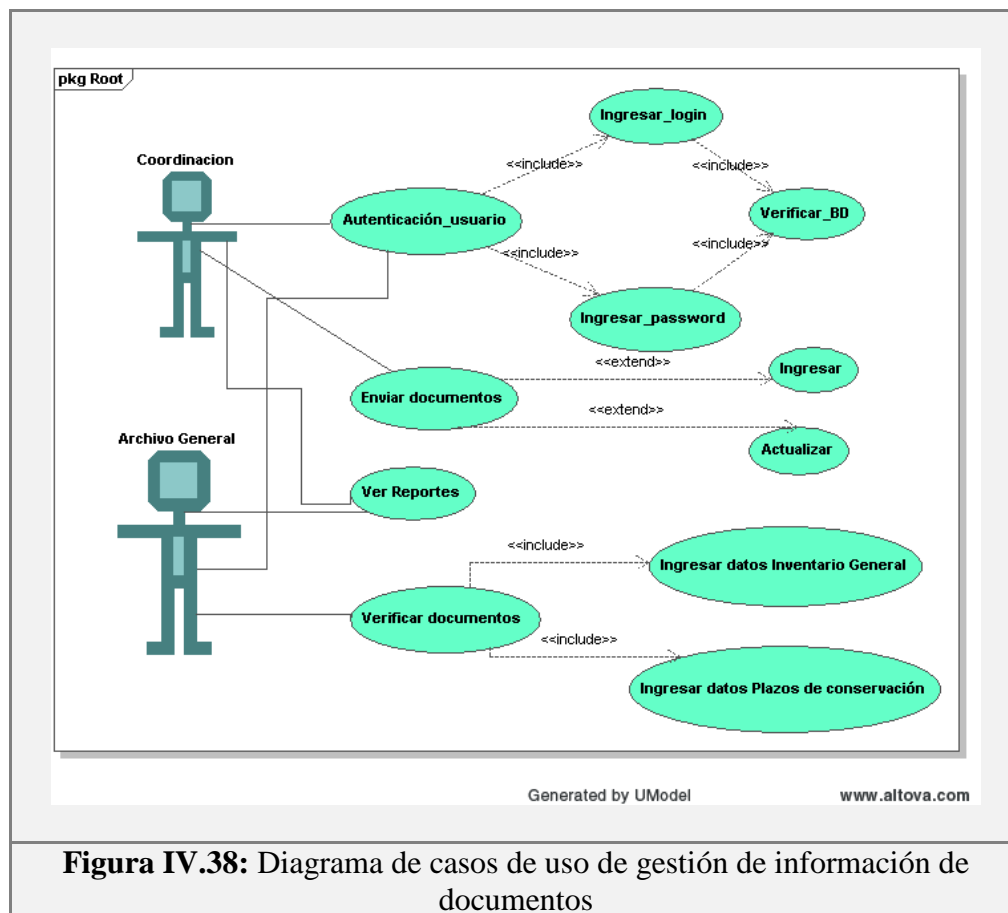 pkg Root
Ingresar_login
Coordinacion
<<include>>
<<include>>
Autenticación_usuario
Verificar_BD
<<include>>
<<include>>
Ingresar_password
<<extend>>
Ingresar
Enviar documentos
<<extend>>
Archivo General
Actualizar
Ver Reportes
<<include>>
Ingresar datos Inventario General
Verificar documentos
<<include>>
Ingresar datos Plazos de conservación
Generated by UModel
www.altova.com
Figura IV.38: Diagrama de casos de uso de gestión de información de
documentos